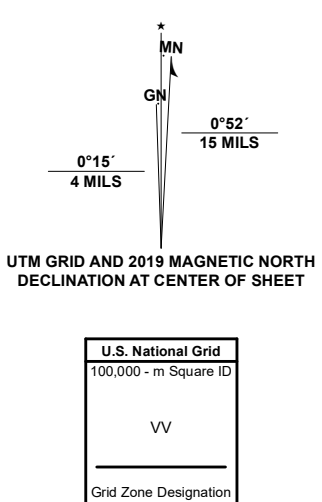 ★
MN
GN
0°52´
15 MILS
0°15´
4 MILS
UTM GRID AND 2019 MAGNETIC NORTH
DECLINATION AT CENTER OF SHEET
U.S. National Grid
100,000 - m Square ID
VV
Grid Zone Designation